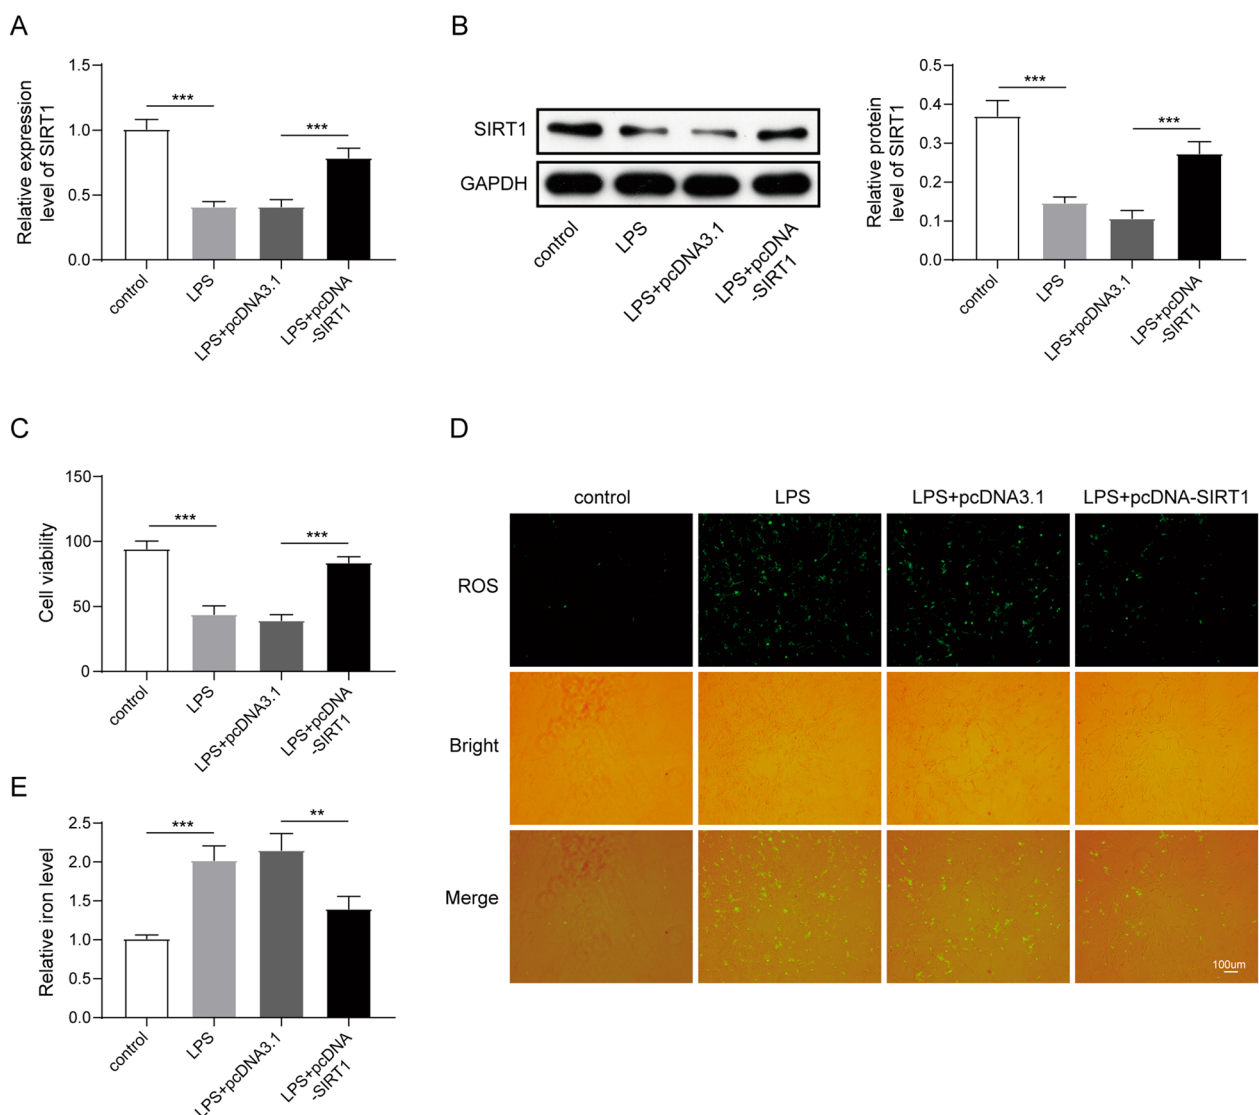 A
Relative expression
level of SIRT1
1.5
1.0
0.5
0.0
***
***
control
LPS
LPS+pcDNA3.1
LPS+pcDNA
-SIRT1
B
SIRT1
GAPDH
control
LPS
LPS+pcDNA3.1
LPS+pcDNA
-SIRT1
Relative protein
level of SIRT1
0.5
0.4
0.3
0.2
0.1
0.0
***
***
control
LPS
LPS+pcDNA3.1
LPS+pcDNA
-SIRT1
C
Cell viability
150
100
50
0
***
***
control
LPS
LPS+pcDNA3.1
LPS+pcDNA
-SIRT1
D
control LPS LPS+pcDNA3.1 LPS+pcDNA-SIRT1
ROS
Bright
Merge
100um
E
Relative iron level
2.5
2.0
1.5
1.0
0.5
0.0
***
**
control
LPS
LPS+pcDNA3.1
LPS+pcDNA
-SIRT1